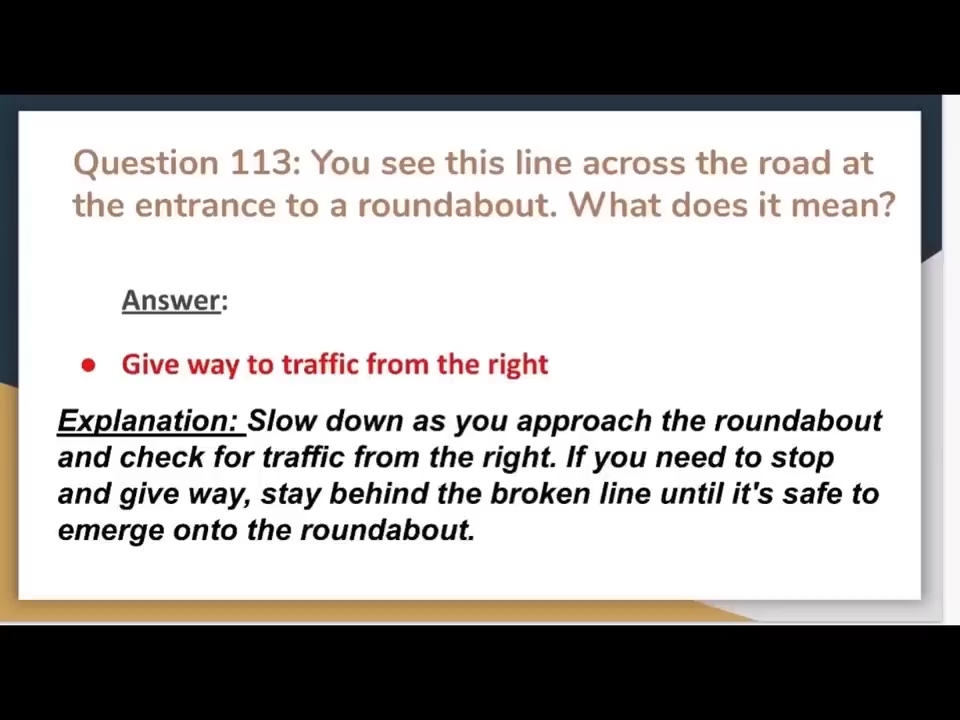 Question 113: You see this line across the road at
the entrance to a roundabout. What does it mean?
Answer:
● Give way to traffic from the right
Explanation: Slow down as you approach the roundabout
and check for traffic from the right. If you need to stop
and give way, stay behind the broken line until it's safe to
emerge onto the roundabout.